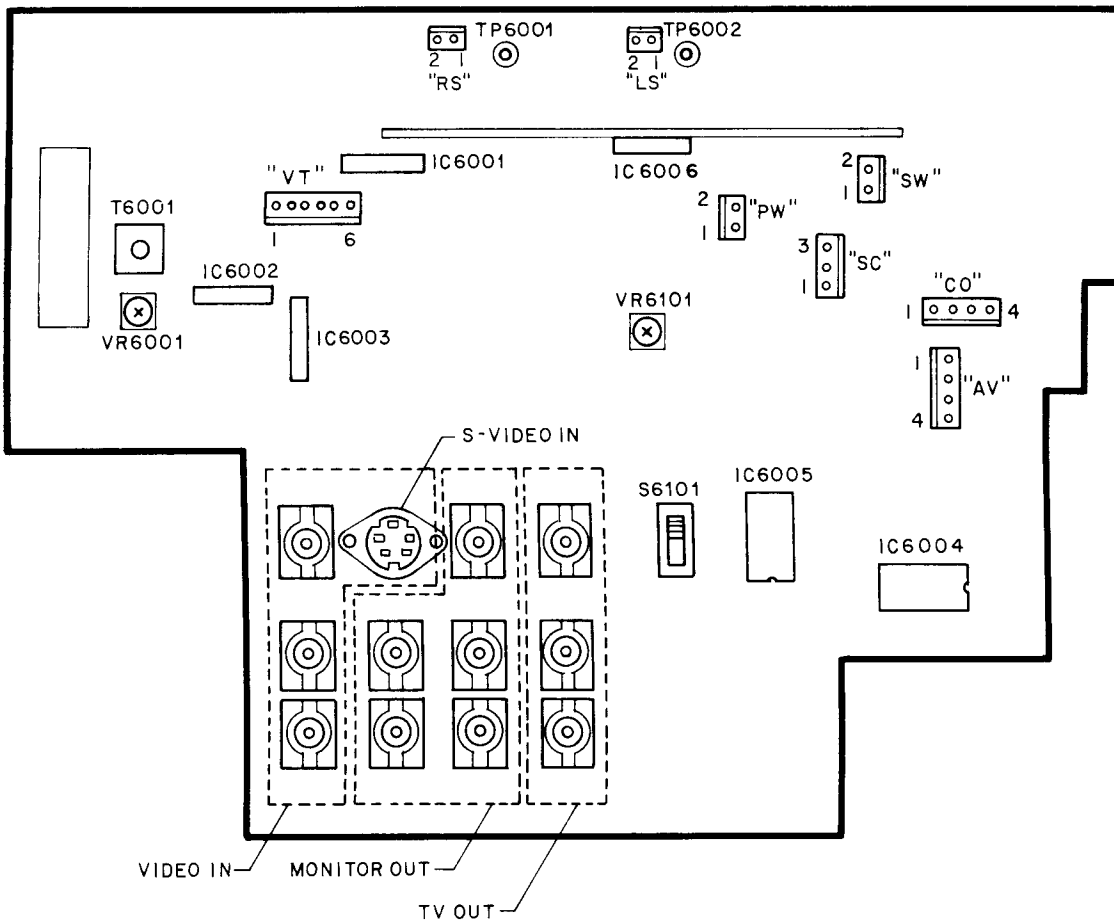 TP6001
TP6002
2 1
"RS"
2 1
"LS"
IC6001
IC6006
"VT"
1 6
2
1
"SW"
2
1
"PW"
T6001
3
1
"SC"
IC6002
"CO"
1 4
VR6001
IC6003
VR6101
1
4
"AV"
S-VIDEO IN
S6101
IC6005
IC6004
VIDEO IN
MONITOR OUT
TV OUT